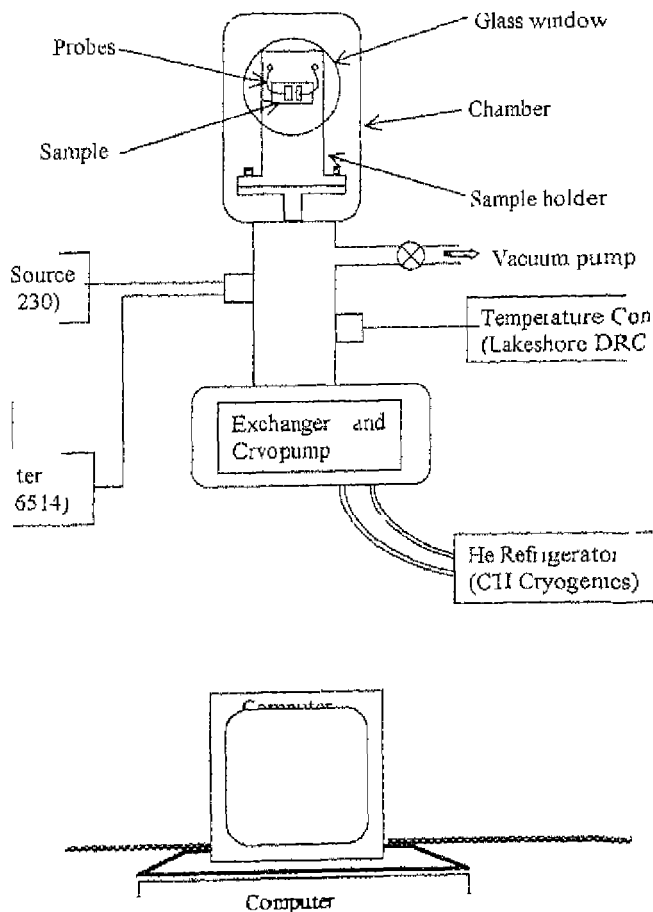 Probes
Glass window
Chamber
Sample
Sample holder
Source
230)
Vacuum pump
Temperature Con
(Lakeshore DRC
Exchanger and
Cryopump
ter
6514)
He Refrigerator
(CTI Cryogenics)
Computer
Computer